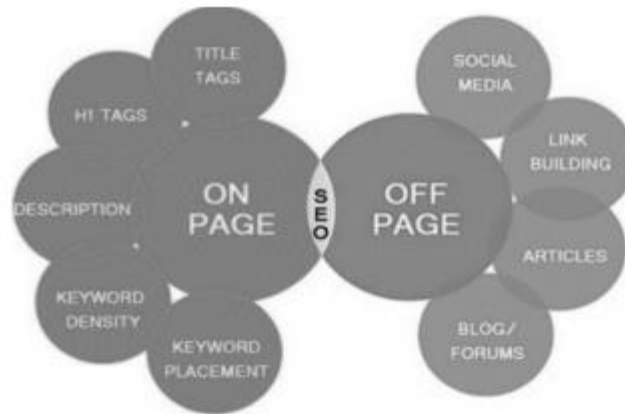 TITLE
TAGS
H1 TAGS
DESCRIPTION
KEYWORD
DENSITY
KEYWORD
PLACEMENT
ON
PAGE
SEO
OFF
PAGE
SOCIAL
MEDIA
LINK
BUILDING
ARTICLES
BLOG/
FORUMS